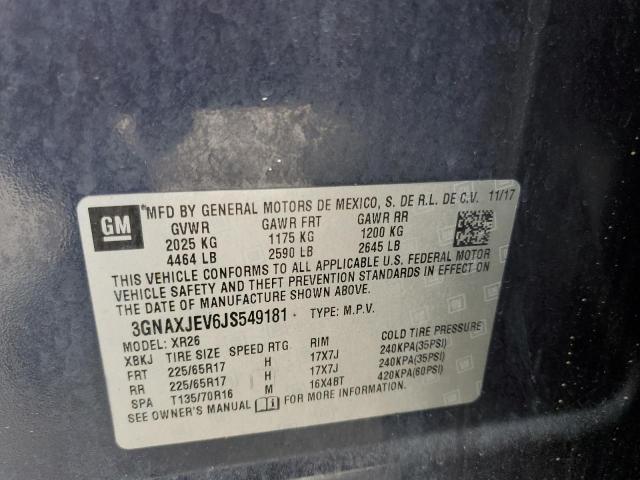 GM
*MFD BY GENERAL MOTORS DE MEXICO, S. DE R.L. DE C.V. 11/17
GVWR GAWR FRT GAWR RR
2025 KG 1175 KG 1200 KG
4464 LB 2590 LB 2645 LB
THIS VEHICLE CONFORMS TO ALL APPLICABLE U.S. FEDERAL MOTOR
VEHICLE SAFETY AND THEFT PREVENTION STANDARDS IN EFFECT ON
THE DATE OF MANUFACTURE SHOWN ABOVE.
3GNAXJEV6JS549181 TYPE: M.P.V.
MODEL: XR26
XBKJ TIRE SIZE SPEED RTG RIM COLD TIRE PRESSURE
FRT 225/65R17 H 17X7J 240KPA(35PSI)
RR 225/65R17 H 17X7J 240KPA(35PSI)
SPA T135/70R16 M 16X4BT 420KPA(60PSI)
SEE OWNER'S MANUAL FOR MORE INFORMATION.